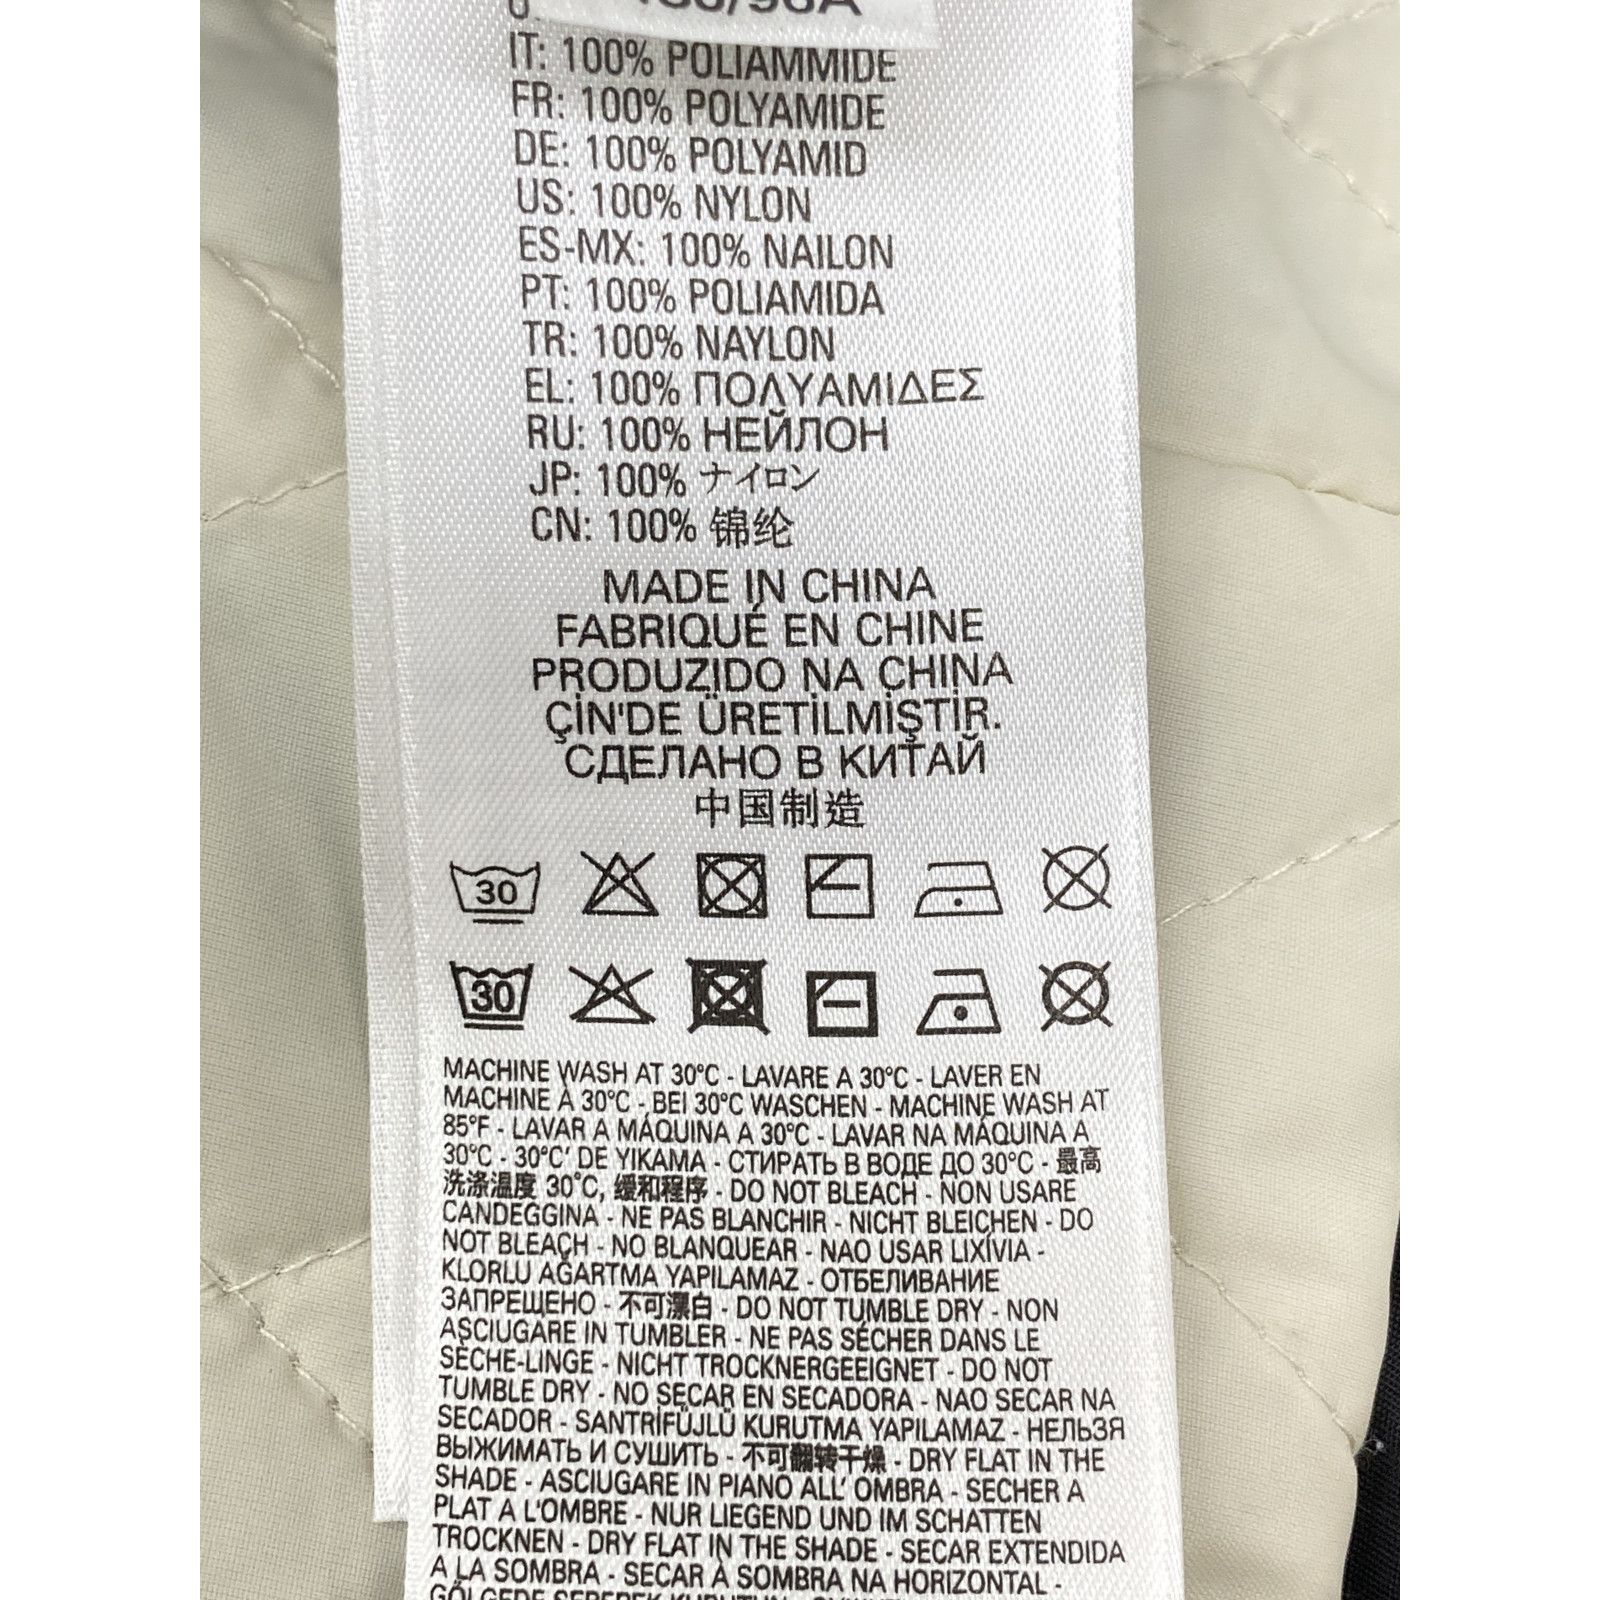 IT: 100% POLIAMMIDE
FR: 100% POLYAMIDE
DE: 100% POLYAMID
US: 100% NYLON
ES-MX: 100% NAILON
PT: 100% POLIAMIDA
TR: 100% NAYLON
EL: 100% ΠΟΛΥΑΜΙΔΕΣ
RU: 100% НЕЙЛОН
JP: 100% ナイロン
CN: 100% 锦纶
MADE IN CHINA
FABRIQUÉ EN CHINE
PRODUZIDO NA CHINA
ÇİN'DE ÜRETİLMİŞTİR.
СДЕЛАНО В КИТАЙ
中国制造
30
30
MACHINE WASH AT 30°C - LAVARE A 30°C - LAVER EN
MACHINE À 30°C - BEI 30°C WASCHEN - MACHINE WASH AT
85°F - LAVAR A MÁQUINA A 30°C - LAVAR NA MÁQUINA A
30°C - 30°C' DE YIKAMA - СТИРАТЬ В ВОДЕ ДО 30°C - 最高
洗涤温度 30°C, 缓和程序 - DO NOT BLEACH - NON USARE
CANDEGGINA - NE PAS BLANCHIR - NICHT BLEICHEN - DO
NOT BLEACH - NO BLANQUEAR - NAO USAR LIXÍVIA -
KLORLU AĞARTMA YAPILAMAZ - ОТБЕЛИВАНИЕ
ЗАПРЕЩЕНО - 不可漂白 - DO NOT TUMBLE DRY - NON
ASCIUGARE IN TUMBLER - NE PAS SÉCHER DANS LE
SÈCHE-LINGE - NICHT TROCKNERGEEIGNET - DO NOT
TUMBLE DRY - NO SECAR EN SECADORA - NAO SECAR NA
SECADOR - SANTRİFÜJLÜ KURUTMA YAPILAMAZ - НЕЛЬЗЯ
ВЫЖИМАТЬ И СУШИТЬ - 不可翻转干燥 - DRY FLAT IN THE
SHADE - ASCIUGARE IN PIANO ALL' OMBRA - SECHER A
PLAT A L'OMBRE - NUR LIEGEND UND IM SCHATTEN
TROCKNEN - DRY FLAT IN THE SHADE - SECAR EXTENDIDA
A LA SOMBRA - SECAR À SOMBRA NA HORIZONTAL -